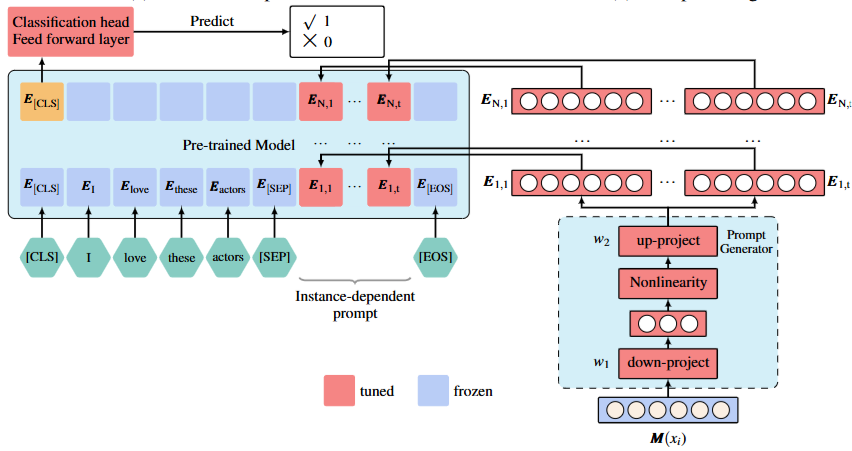 Classification head
Feed forward layer
Predict
√ 1
× 0
E[CLS]
EN,1 ... EN,t
EN,1 ... EN,t
Pre-trained Model ... ...
... ...
E[CLS] EI Elove Ethese Eactors E[SEP] E1,1 ... E1,t E[EOS]
E1,1 ... E1,t
[CLS] I love these actors [SEP] [EOS]
Instance-dependent
prompt
w2 up-project
Prompt
Generator
Nonlinearity
w1 down-project
M(xi)
tuned frozen